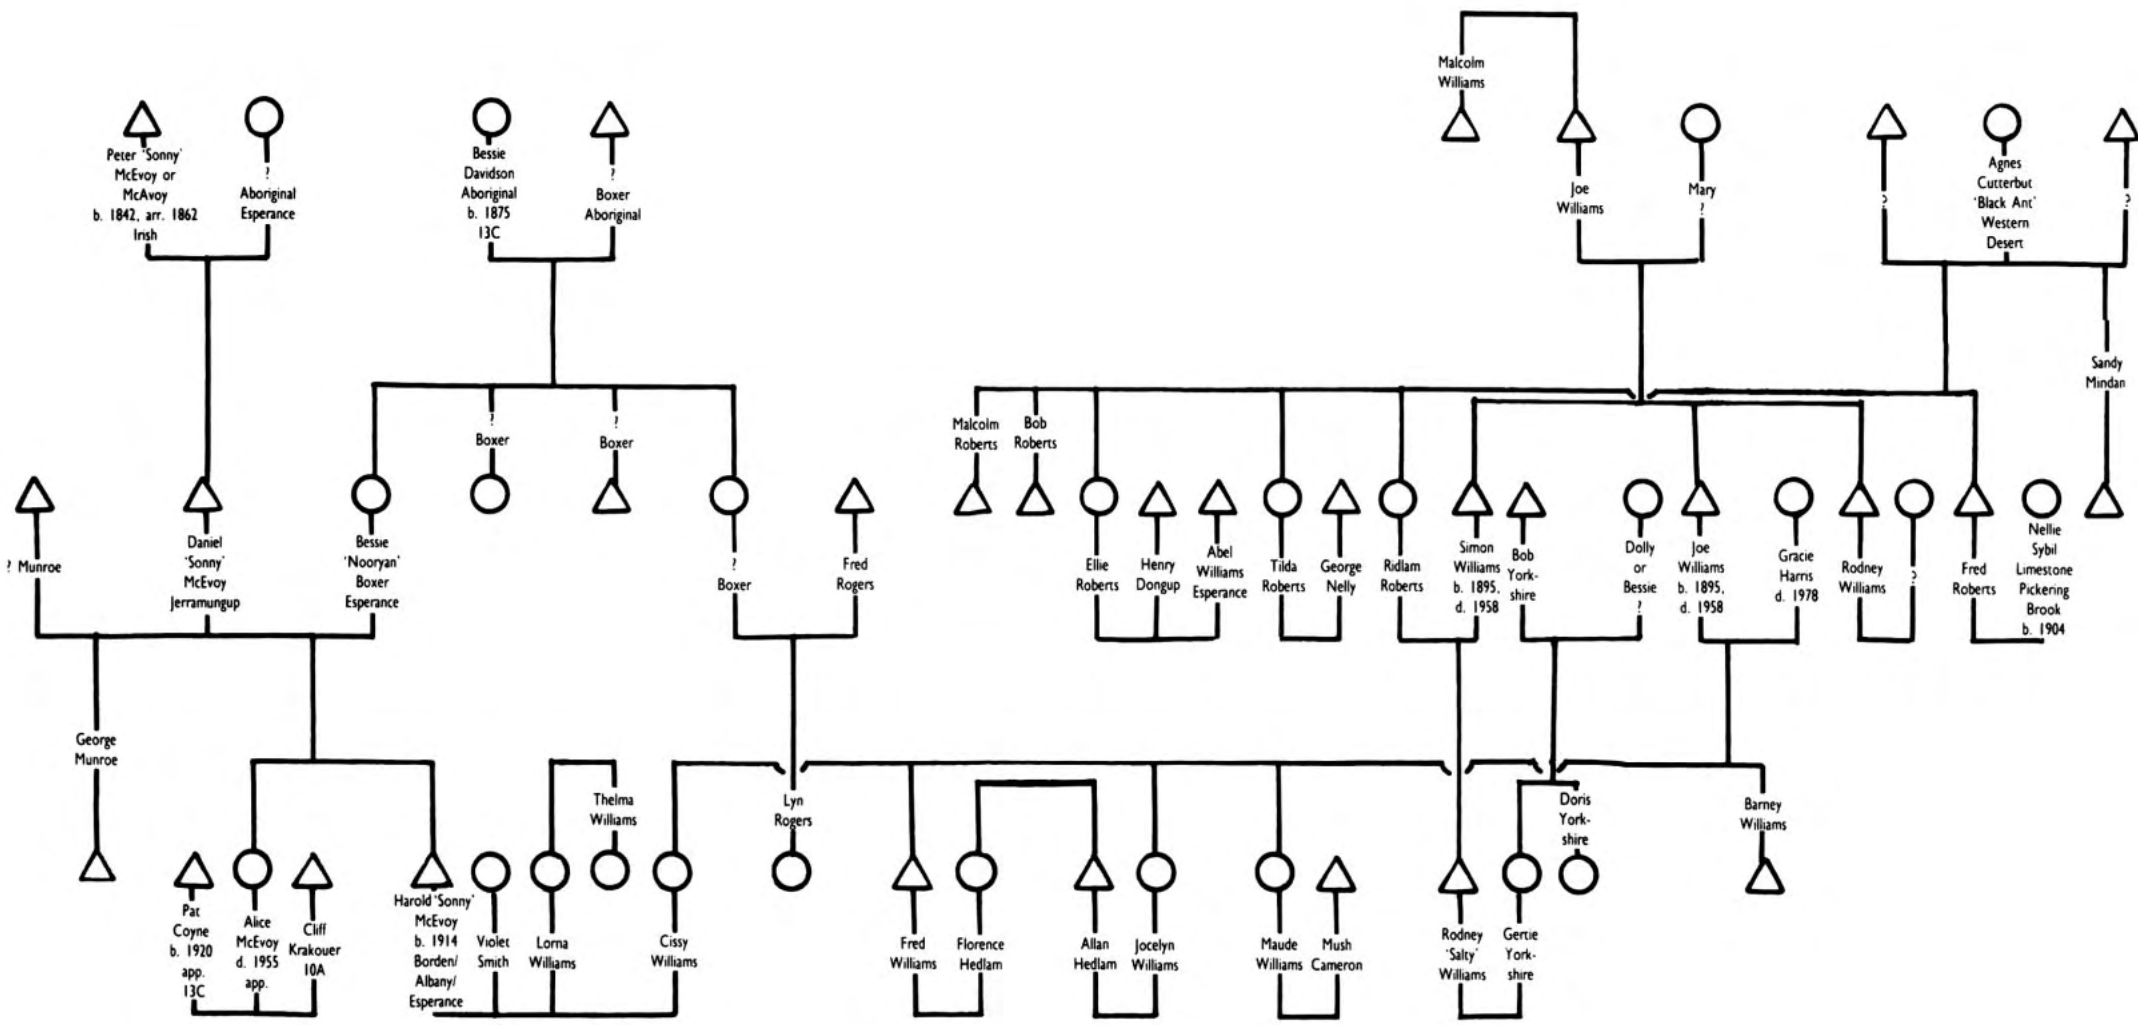 Malcolm
Williams
Peter 'Sonny'
McEvoy or
McAvoy
b. 1842, arr. 1862
Irish
?
Aboriginal
Esperance
Bessie
Davidson
Aboriginal
b. 1875
13C
?
Boxer
Aboriginal
Joe
Williams
Mary
?
?
Agnes
Cutterbut
'Black Ant'
Western
Desert
?
Sandy
Mindan
?
Boxer
?
Boxer
Malcolm
Roberts
Bob
Roberts
? Munroe
Daniel
'Sonny'
McEvoy
Jerramungup
Bessie
'Nooryan'
Boxer
Esperance
?
Boxer
Fred
Rogers
Ellie
Roberts
Henry
Dongup
Abel
Williams
Esperance
Tilda
Roberts
George
Nelly
Ridlam
Roberts
Simon
Williams
b. 1895,
d. 1958
Bob
York-
shire
Dolly
or
Bessie
?
Joe
Williams
b. 1895,
d. 1958
Gracie
Harris
d. 1978
Rodney
Williams
?
Fred
Roberts
Nellie
Sybil
Limestone
Pickering
Brook
b. 1904
George
Munroe
Thelma
Williams
Lyn
Rogers
Doris
York-
shire
Barney
Williams
Pat
Coyne
b. 1920
app.
13C
Alice
McEvoy
d. 1955
app.
Cliff
Krakouer
10A
Harold 'Sonny'
McEvoy
b. 1914
Borden/
Albany/
Esperance
Violet
Smith
Lorna
Williams
Cissy
Williams
Fred
Williams
Florence
Hedlam
Allan
Hedlam
Jocelyn
Williams
Maude
Williams
Mush
Cameron
Rodney
'Salty'
Williams
Gertie
York-
shire